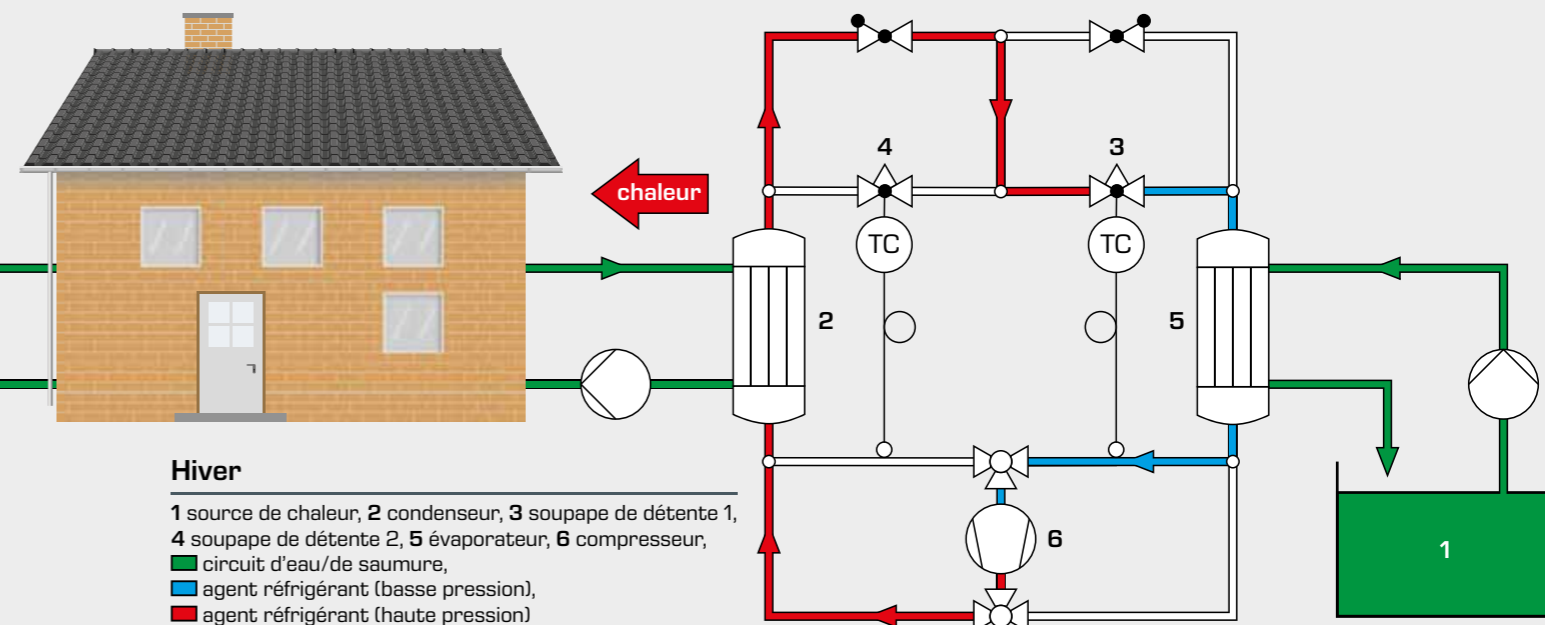 4
3
chaleur
TC
TC
2
5
Hiver
1 source de chaleur, 2 condenseur, 3 soupape de détente 1,
4 soupape de détente 2, 5 évaporateur, 6 compresseur,
circuit d'eau/de saumure,
agent réfrigérant (basse pression),
agent réfrigérant (haute pression)
6
1